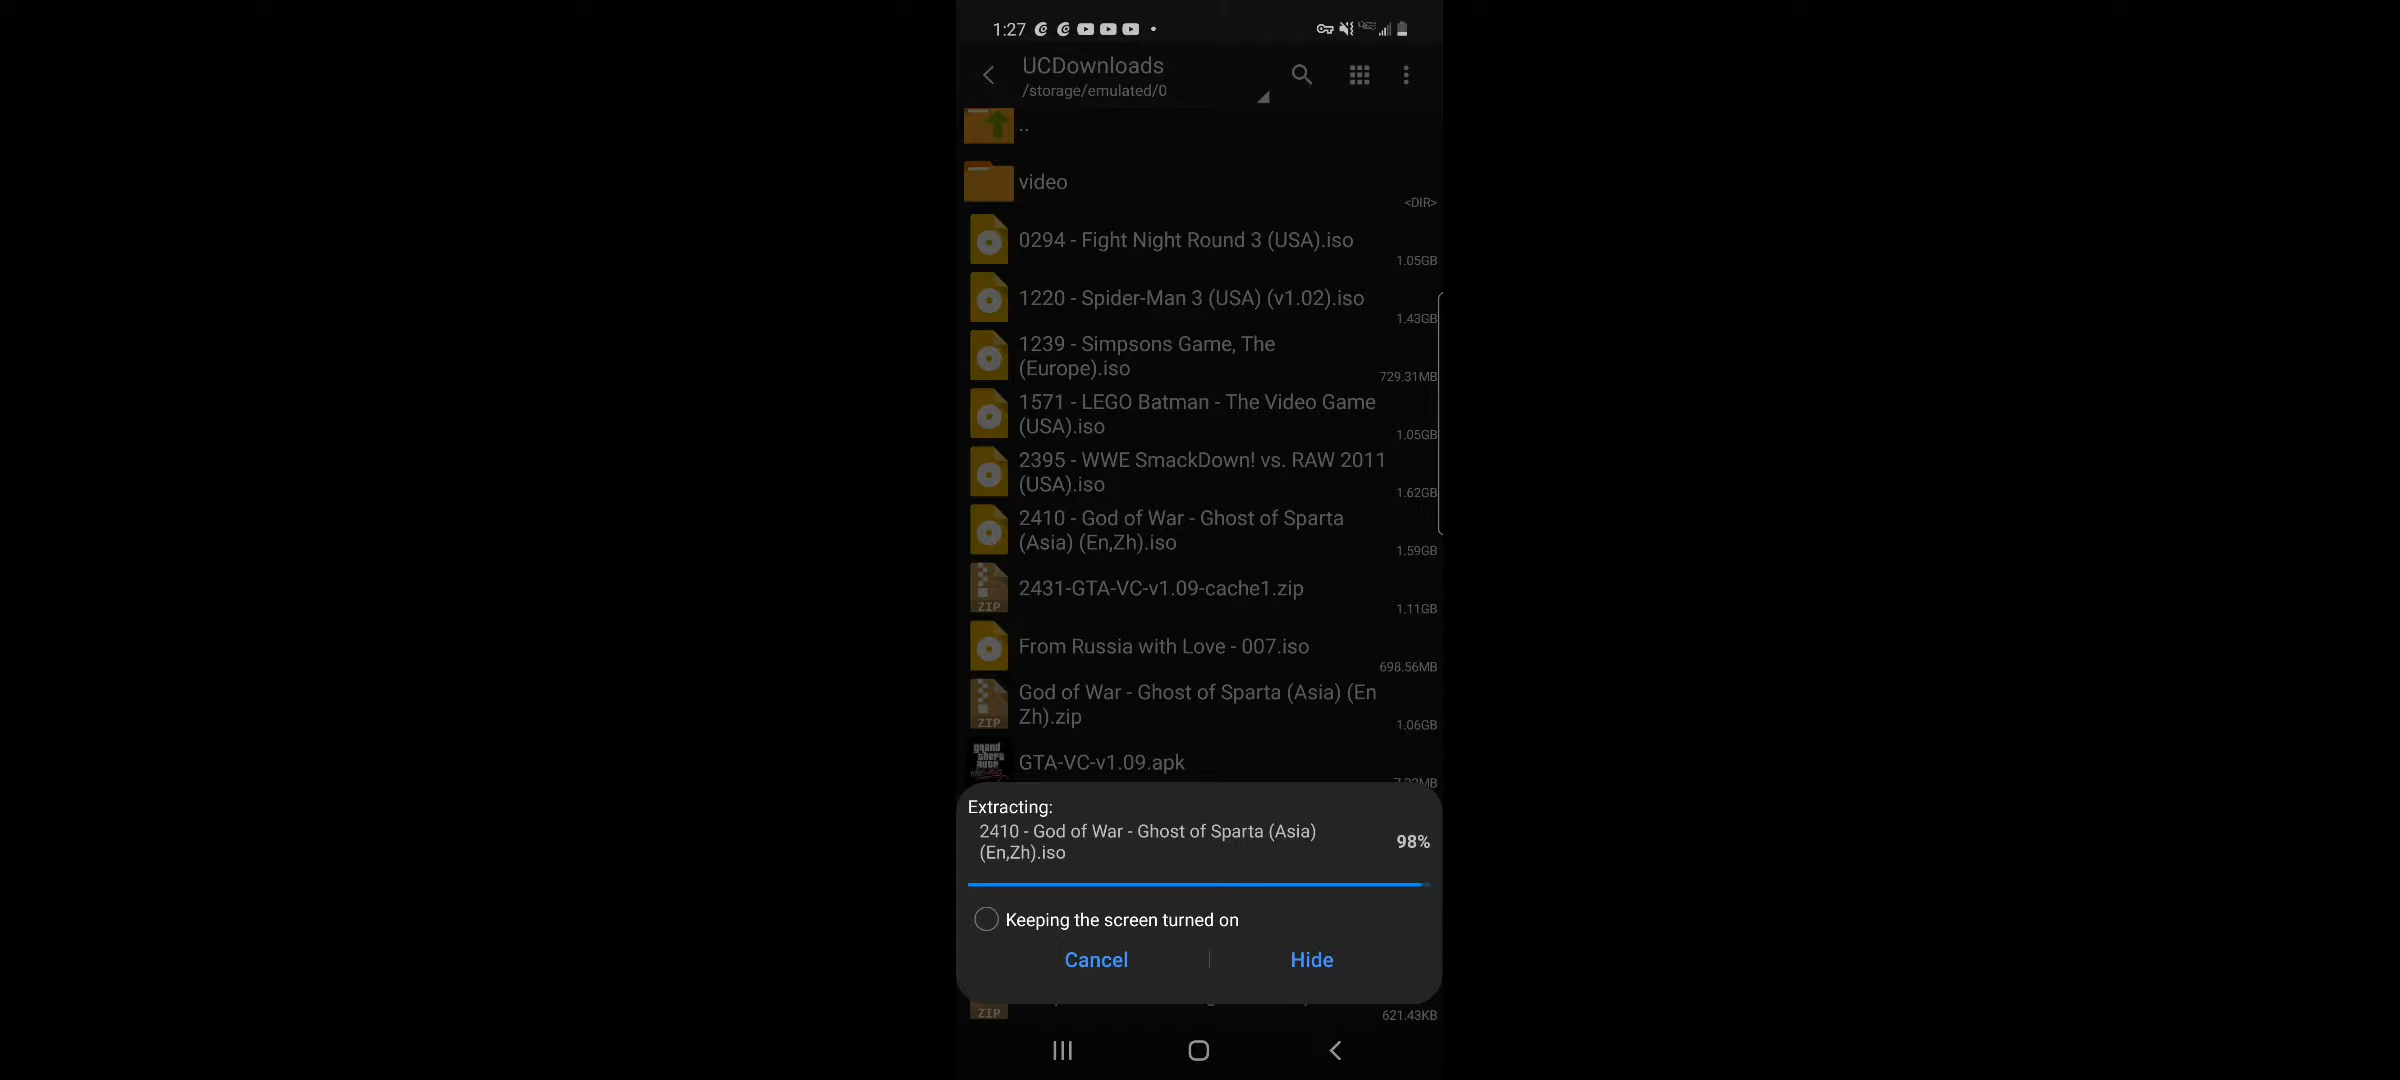 1:27
UCDownloads
/storage/emulated/0
..
video
<DIR>
0294 - Fight Night Round 3 (USA).iso
1.05GB
1220 - Spider-Man 3 (USA) (v1.02).iso
1.43GB
1239 - Simpsons Game, The
(Europe).iso
729.31MB
1571 - LEGO Batman - The Video Game
(USA).iso
1.05GB
2395 - WWE SmackDown! vs. RAW 2011
(USA).iso
1.62GB
2410 - God of War - Ghost of Sparta
(Asia) (En,Zh).iso
1.59GB
ZIP
2431-GTA-VC-v1.09-cache1.zip
1.11GB
From Russia with Love - 007.iso
698.56MB
God of War - Ghost of Sparta (Asia) (En
Zh).zip
ZIP
1.06GB
grand
theft
auto
GTA-VC-v1.09.apk
Extracting:
2410 - God of War - Ghost of Sparta (Asia)
(En,Zh).iso
98%
Keeping the screen turned on
Cancel
Hide
ZIP
621.43KB